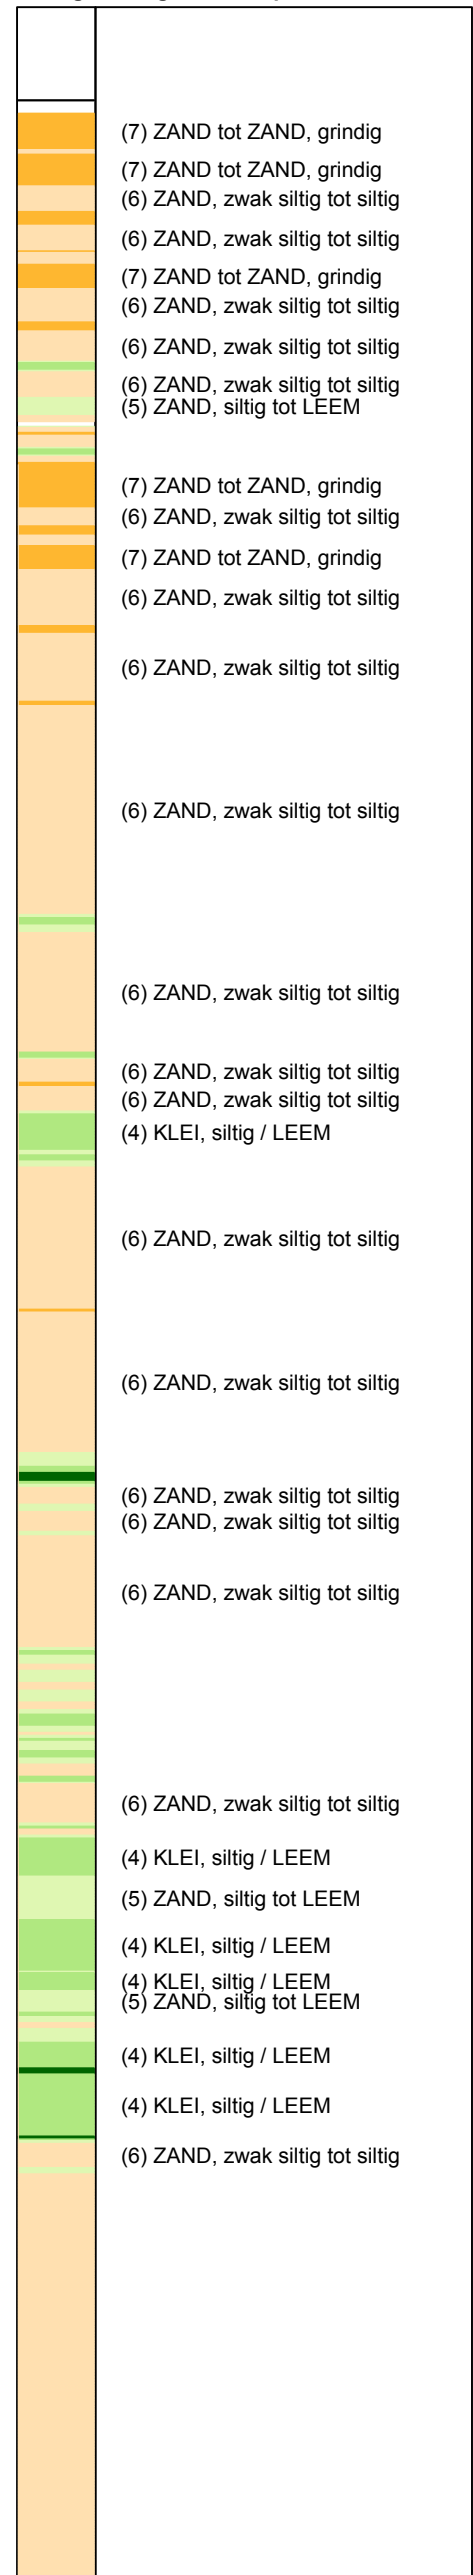 (7) ZAND tot ZAND, grindig
(7) ZAND tot ZAND, grindig
(6) ZAND, zwak siltig tot siltig
(6) ZAND, zwak siltig tot siltig
(7) ZAND tot ZAND, grindig
(6) ZAND, zwak siltig tot siltig
(6) ZAND, zwak siltig tot siltig
(6) ZAND, zwak siltig tot siltig
(5) ZAND, siltig tot LEEM
(7) ZAND tot ZAND, grindig
(6) ZAND, zwak siltig tot siltig
(7) ZAND tot ZAND, grindig
(6) ZAND, zwak siltig tot siltig
(6) ZAND, zwak siltig tot siltig
(6) ZAND, zwak siltig tot siltig
(6) ZAND, zwak siltig tot siltig
(6) ZAND, zwak siltig tot siltig
(6) ZAND, zwak siltig tot siltig
(4) KLEI, siltig / LEEM
(6) ZAND, zwak siltig tot siltig
(6) ZAND, zwak siltig tot siltig
(6) ZAND, zwak siltig tot siltig
(6) ZAND, zwak siltig tot siltig
(6) ZAND, zwak siltig tot siltig
(6) ZAND, zwak siltig tot siltig
(4) KLEI, siltig / LEEM
(5) ZAND, siltig tot LEEM
(4) KLEI, siltig / LEEM
(4) KLEI, siltig / LEEM
(5) ZAND, siltig tot LEEM
(4) KLEI, siltig / LEEM
(4) KLEI, siltig / LEEM
(6) ZAND, zwak siltig tot siltig